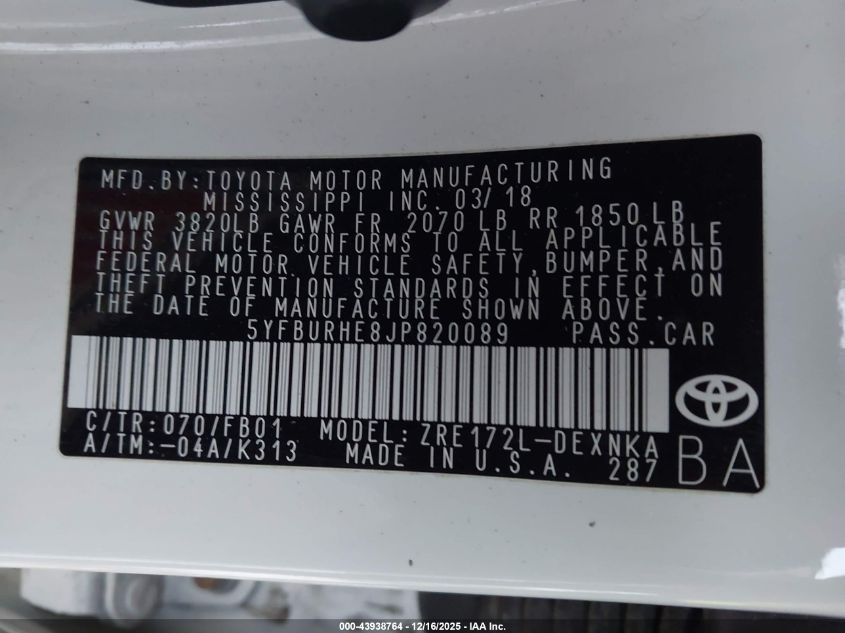 MFD.BY:TOYOTA MOTOR MANUFACTURING
MISSISSIPPI INC. 03/18
GVWR 3820LB GAWR FR 2070 LB RR 1850 LB
THIS VEHICLE CONFORMS TO ALL APPLICABLE
FEDERAL MOTOR VEHICLE SAFETY,BUMPER,AND
THEFT PREVENTION STANDARDS IN EFFECT ON
THE DATE OF MANUFACTURE SHOWN ABOVE.
5YFBURHE8JP820089 PASS.CAR
C/TR:070/FB01 MODEL:ZRE172L-DEXNKA
A/TM:-04A/K313 MADE IN U.S.A. 287
BA
000-43938764 - 12/16/2025 - IAA Inc.